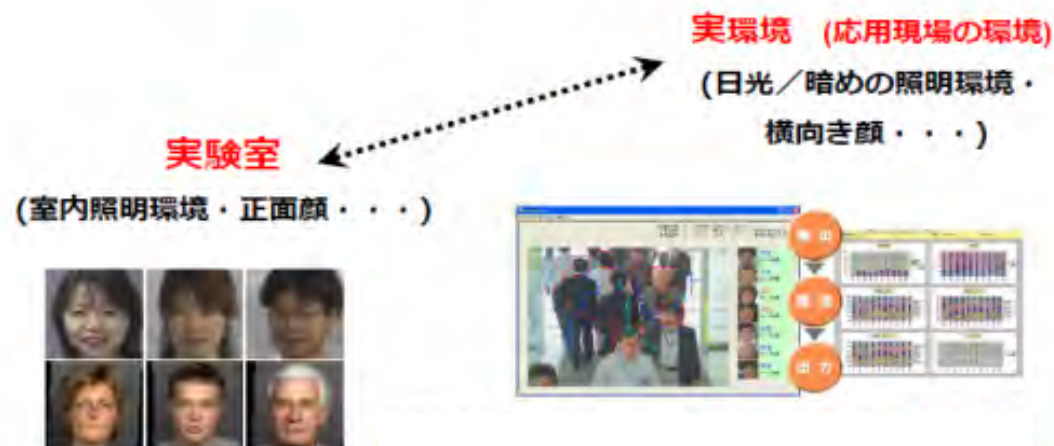 実環境 (応用現場の環境)
(日光／暗めの照明環境・
横向き顔・・・)
実験室
(室内照明環境・正面顔・・・)
出力